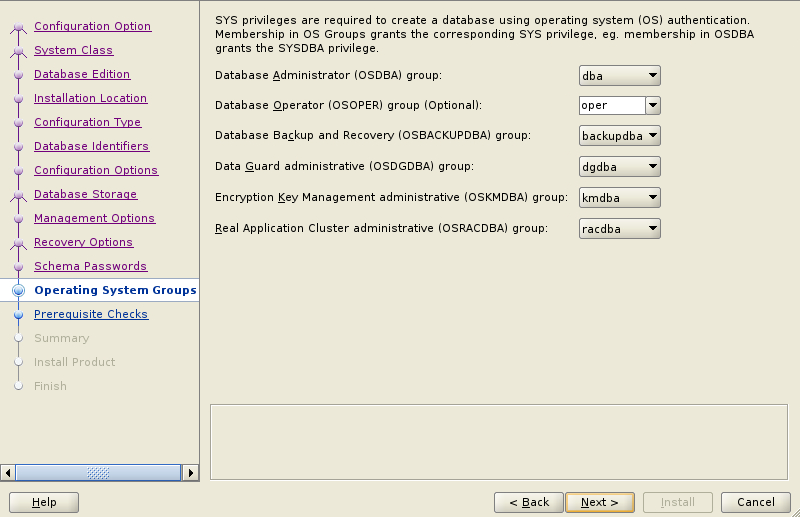 Configuration Option
System Class
Database Edition
Installation Location
Configuration Type
Database Identifiers
Configuration Options
Database Storage
Management Options
Recovery Options
Schema Passwords
Operating System Groups
Prerequisite Checks
Summary
Install Product
Finish
SYS privileges are required to create a database using operating system (OS) authentication.
Membership in OS Groups grants the corresponding SYS privilege, eg. membership in OSDBA
grants the SYSDBA privilege.
Database Administrator (OSDBA) group: dba
Database Operator (OSOPER) group (Optional): oper
Database Backup and Recovery (OSBACKUPDBA) group: backupdba
Data Guard administrative (OSDGDBA) group: dgdba
Encryption Key Management administrative (OSKMDBA) group: kmdba
Real Application Cluster administrative (OSRACDBA) group: racdba
Help < Back Next > Install Cancel